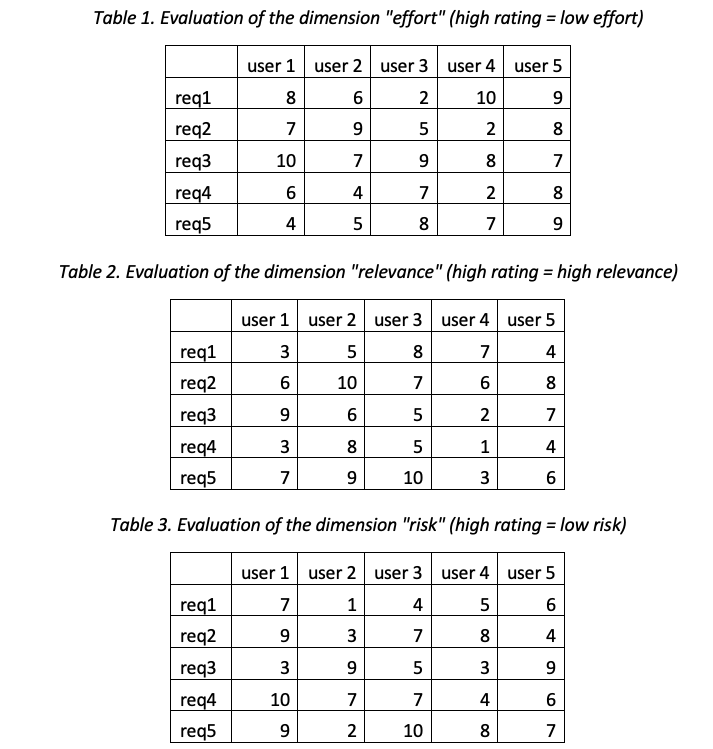 Table 1. Evaluation of the dimension "effort" (high rating = low effort)
user 1 user 2 user 3 user 4 user 5
req1 8 6 2 10 9
req2 7 9 5 2 8
req3 10 7 9 8 7
req4 6 4 7 2 8
req5 4 5 8 7 9
Table 2. Evaluation of the dimension "relevance" (high rating = high relevance)
user 1 user 2 user 3 user 4 user 5
req1 3 5 8 7 4
req2 6 10 7 6 8
req3 9 6 5 2 7
req4 3 8 5 1 4
req5 7 9 10 3 6
Table 3. Evaluation of the dimension "risk" (high rating = low risk)
user 1 user 2 user 3 user 4 user 5
req1 7 1 4 5 6
req2 9 3 7 8 4
req3 3 9 5 3 9
req4 10 7 7 4 6
req5 9 2 10 8 7